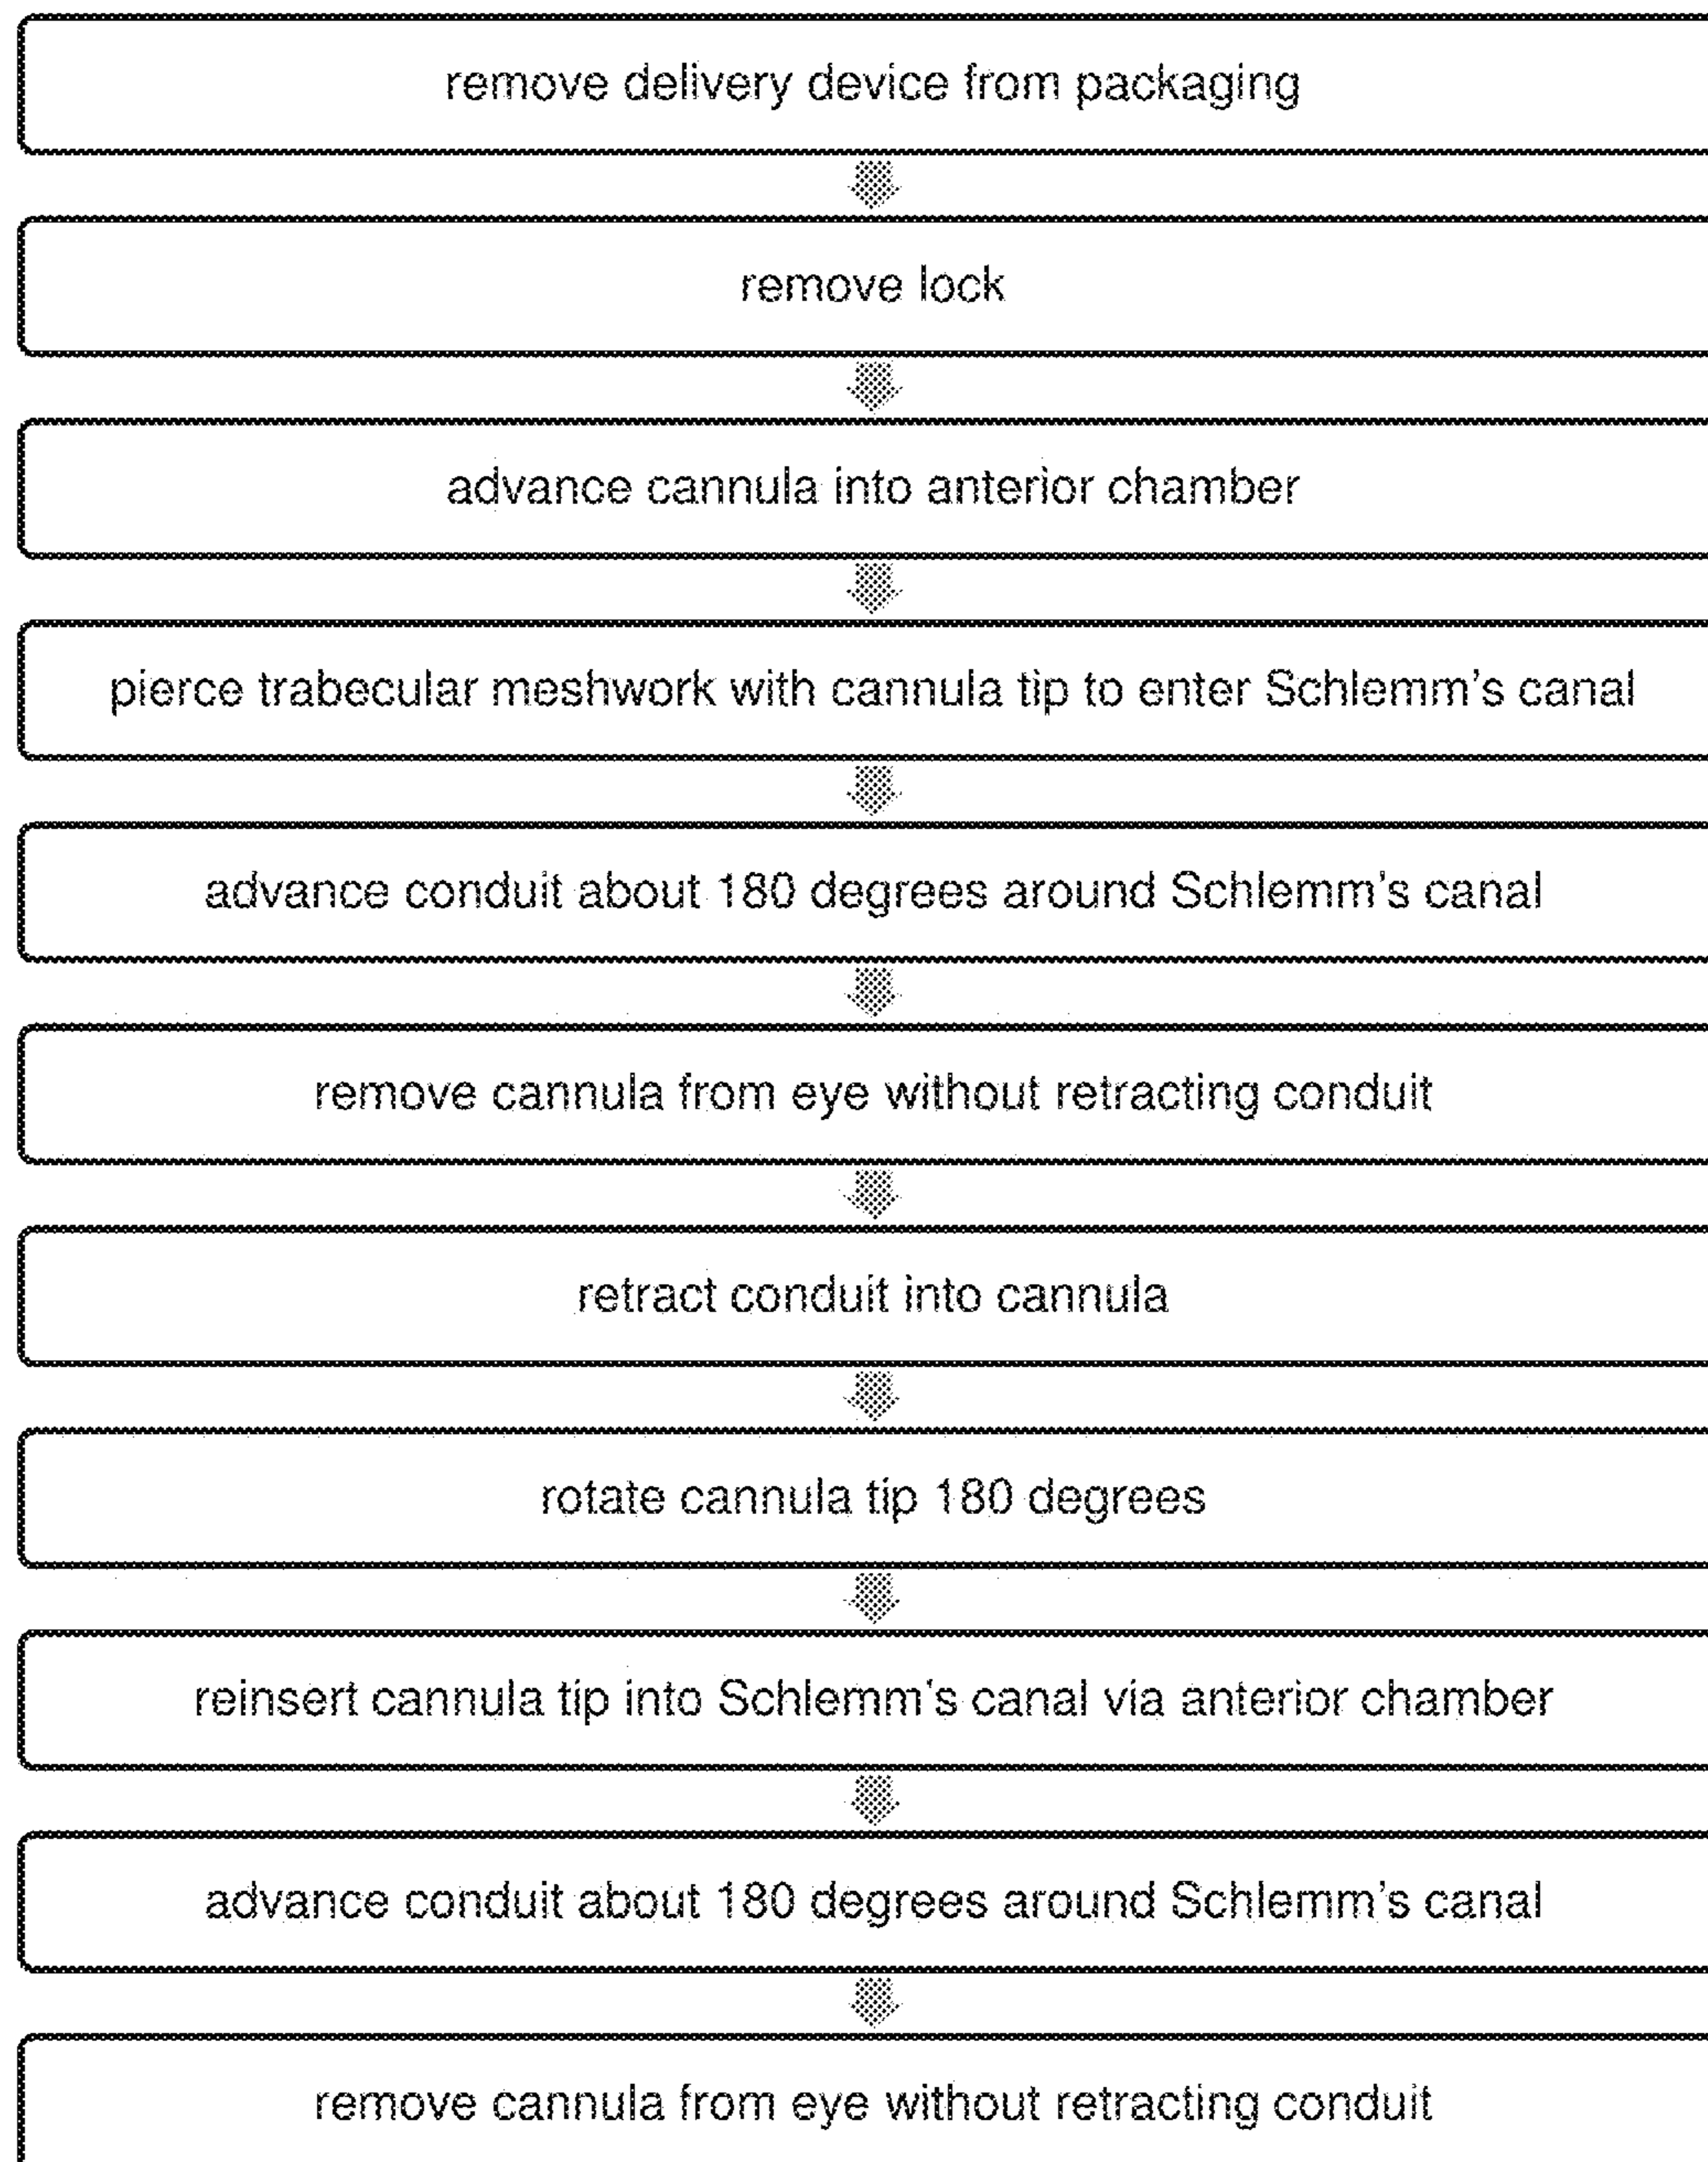 remove delivery device from packaging
remove lock
advance cannula into anterior chamber
pierce trabecular meshwork with cannula tip to enter Schlemm's canal
advance conduit about 180 degrees around Schlemm's canal
remove cannula from eye without retracting conduit
retract conduit into cannula
rotate cannula tip 180 degrees
reinsert cannula tip into Schlemm's canal via anterior chamber
advance conduit about 180 degrees around Schlemm's canal
remove cannula from eye without retracting conduit